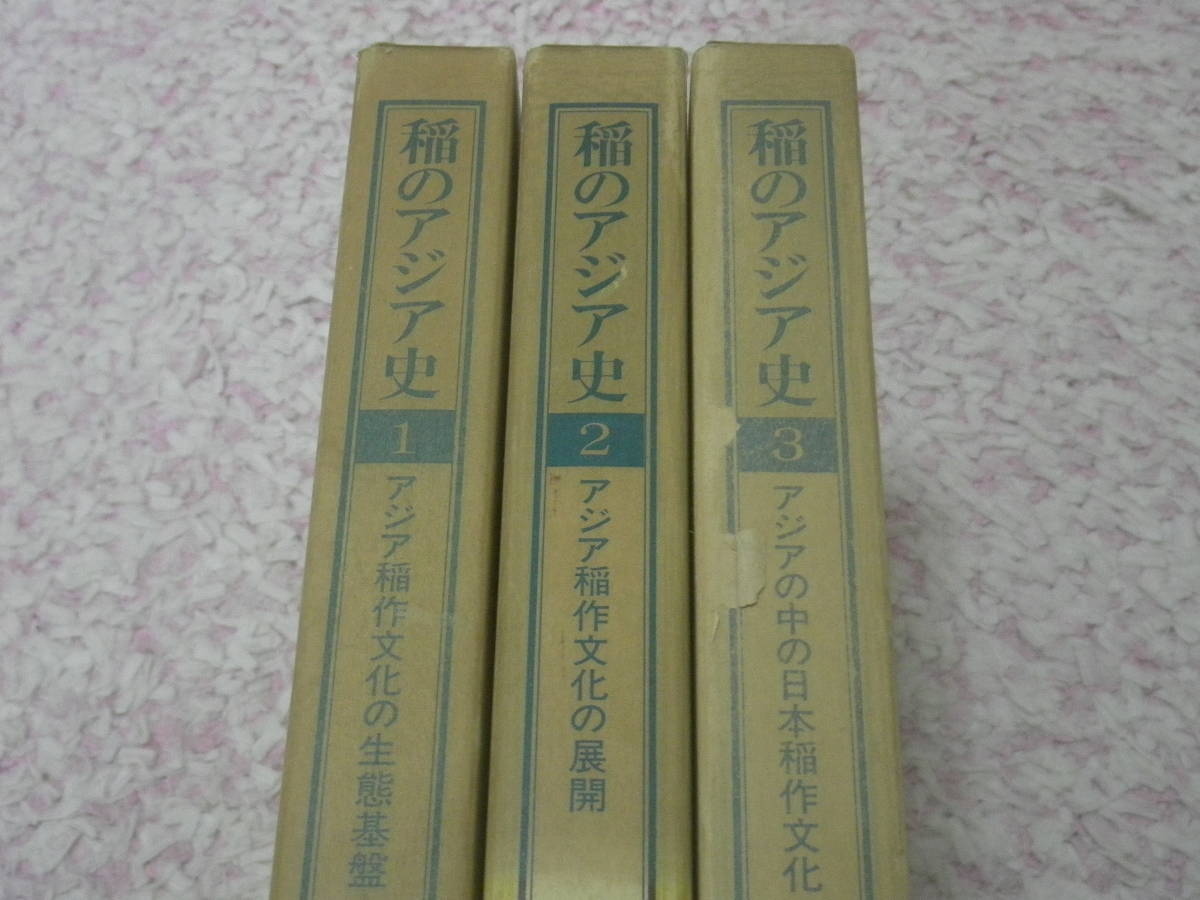 稲のアジア史
1
アジア稲作文化の生態基盤
稲のアジア史
2
アジア稲作文化の展開
稲のアジア史
3
アジアの中の日本稲作文化